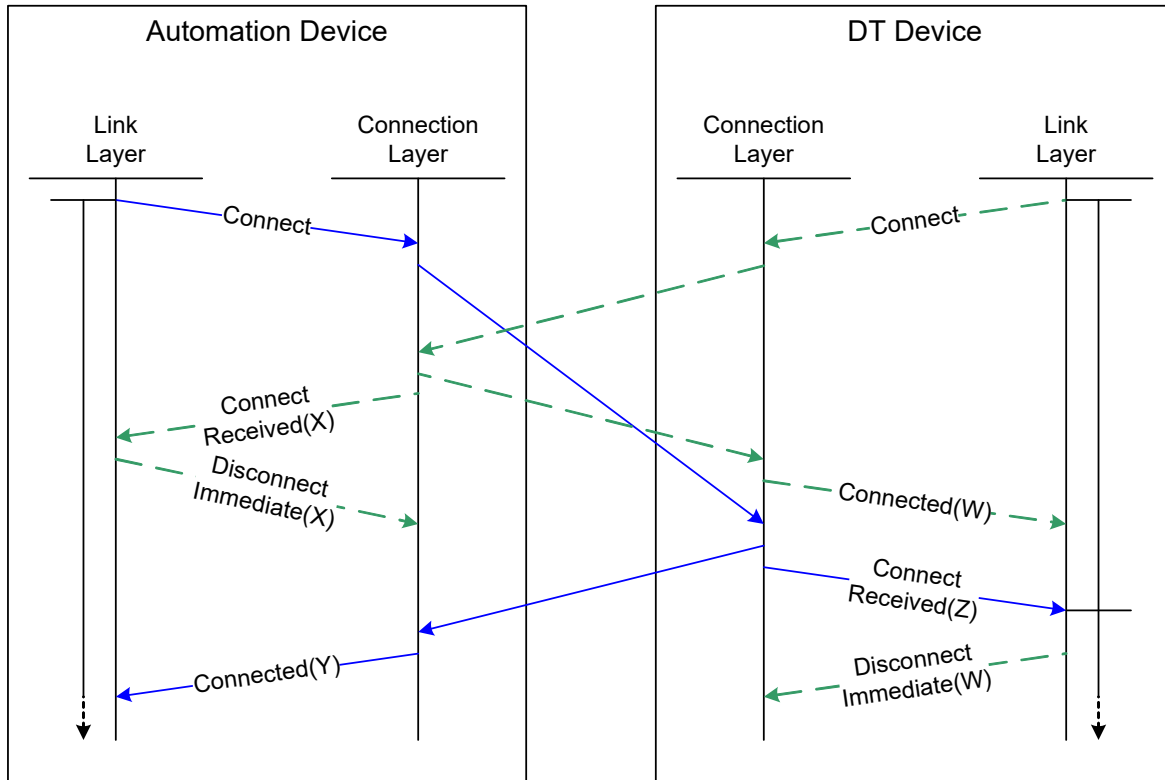 Automation Device
DT Device
Link
Layer
Connection
Layer
Connection
Layer
Link
Layer
Connect
Connect
Connect
Received(X)
Disconnect
Immediate(X)
Connected(W)
Connect
Received(Z)
Connected(Y)
Disconnect
Immediate(W)